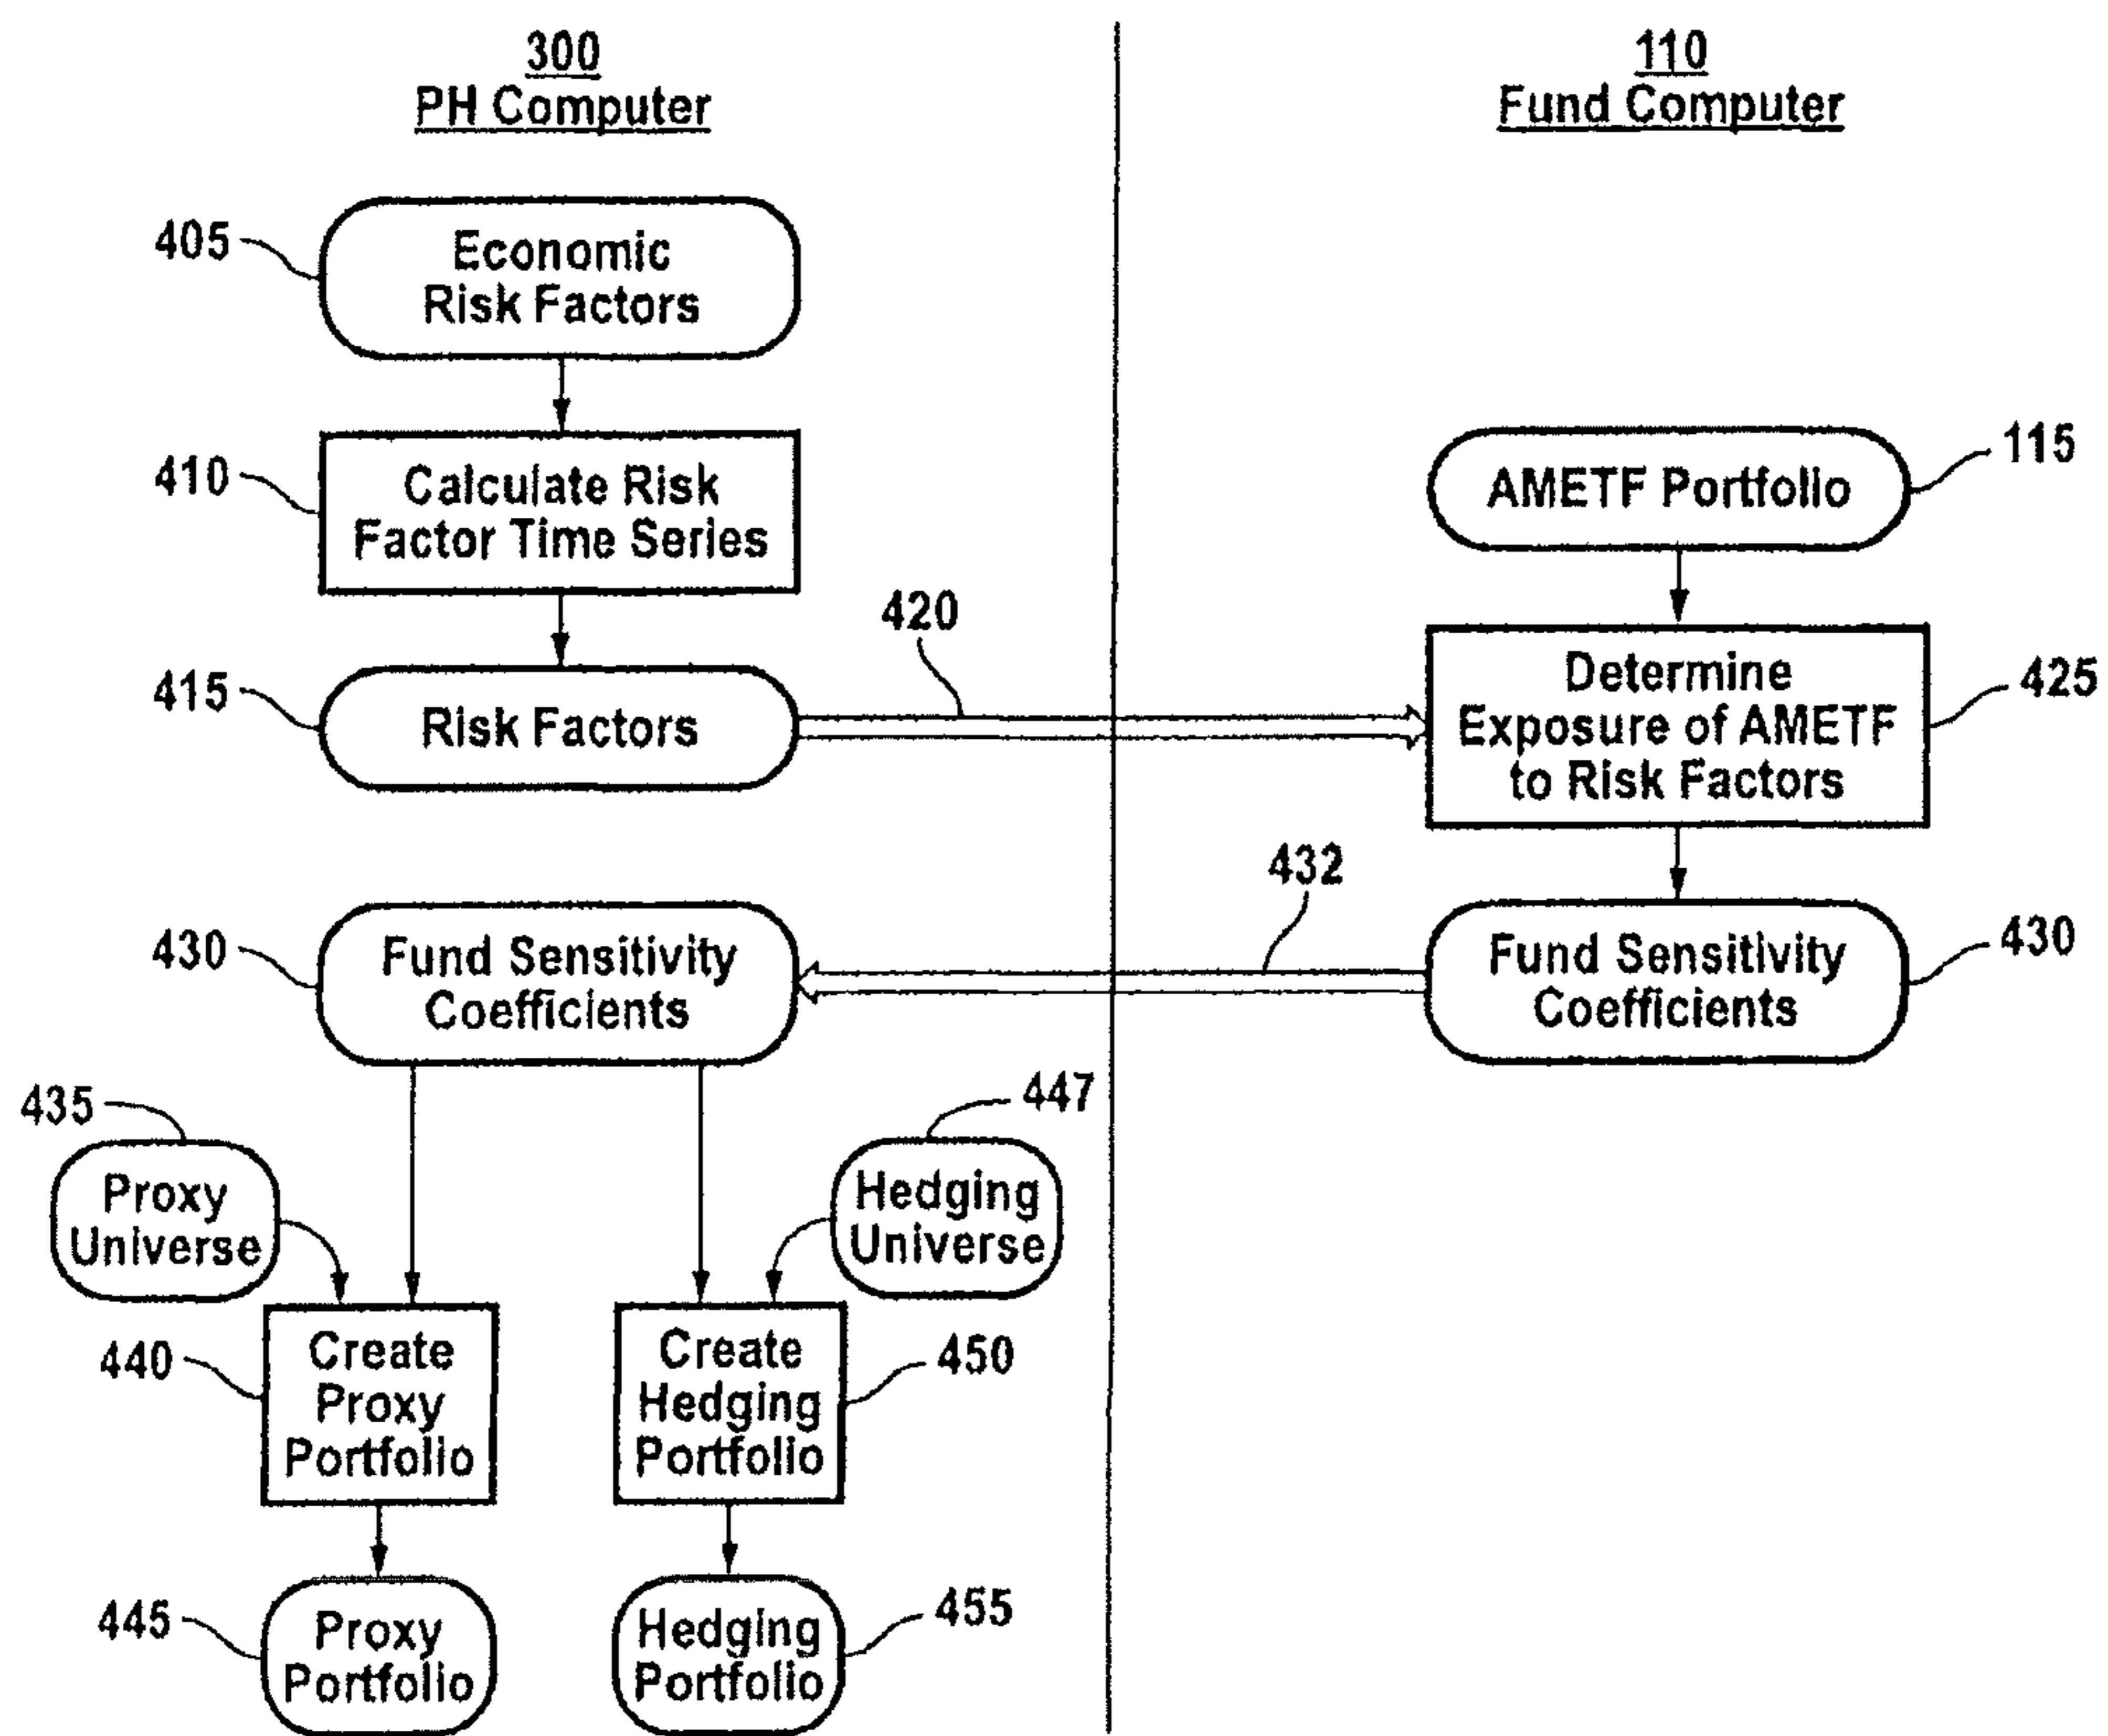 300
PH Computer
110
Fund Computer
405
Economic
Risk Factors
410
Calculate Risk
Factor Time Series
115
AMETF Portfolio
415
Risk Factors
420
Determine
Exposure of AMETF
to Risk Factors
425
430
Fund Sensitivity
Coefficients
432
Fund Sensitivity
Coefficients
430
435
Proxy
Universe
447
Hedging
Universe
440
Create
Proxy
Portfolio
Create
Hedging
Portfolio
450
445
Proxy
Portfolio
Hedging
Portfolio
455